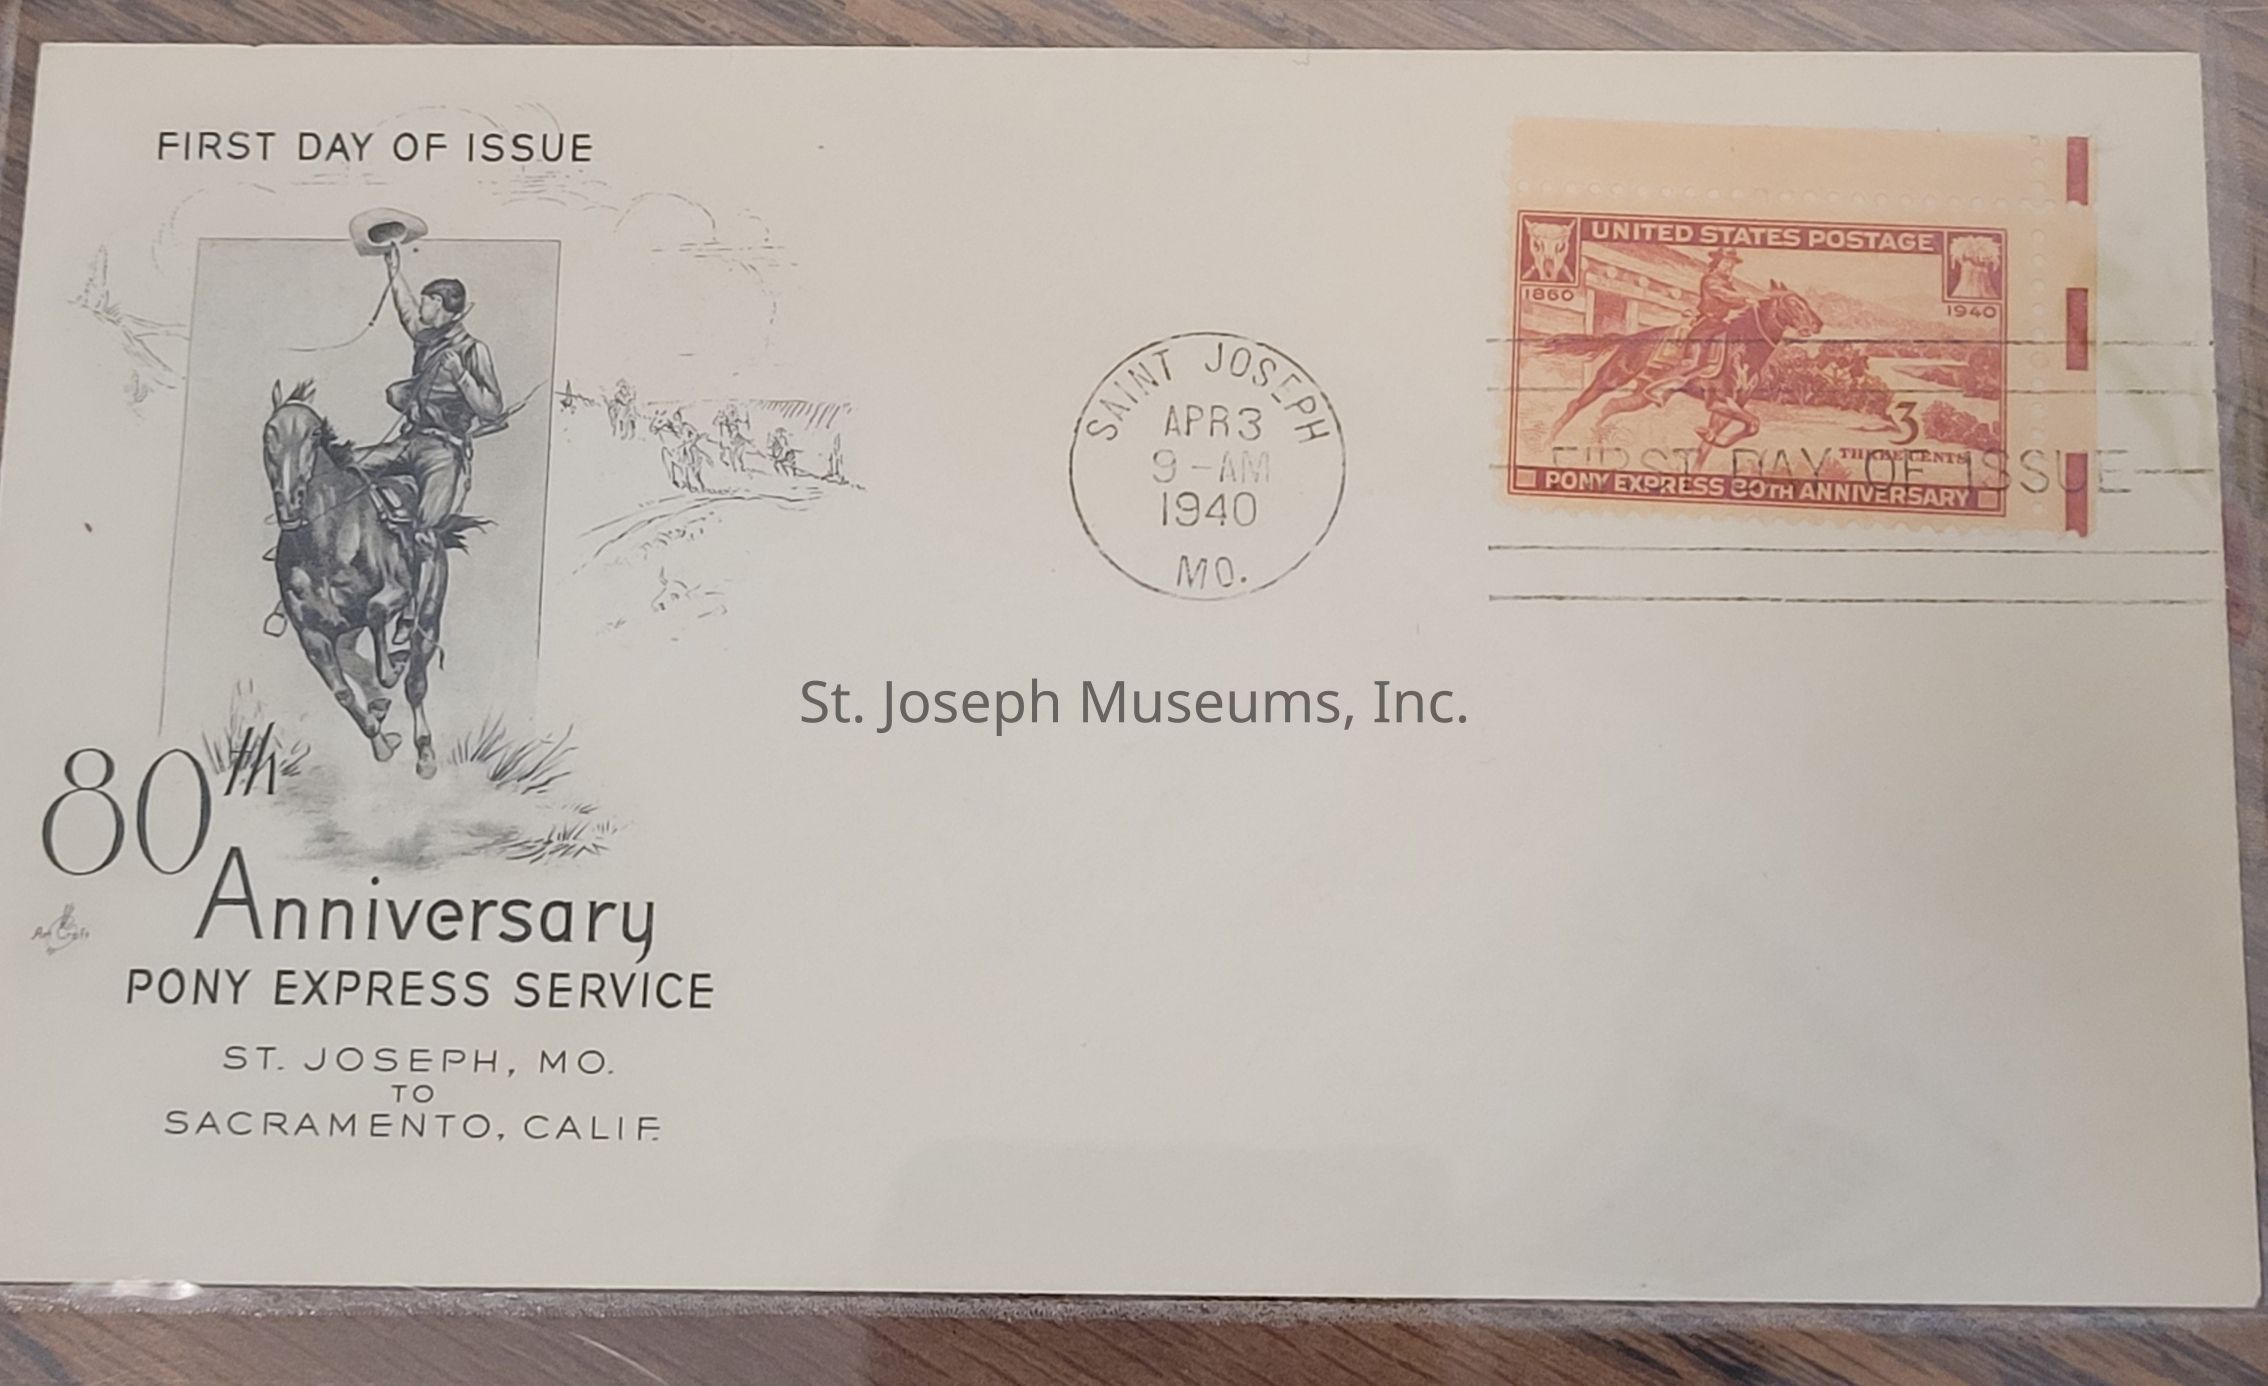 FIRST DAY OF ISSUE
80th
Anniversary
Art Craft
PONY EXPRESS SERVICE
ST. JOSEPH, MO.
TO
SACRAMENTO, CALIF.
SAINT JOSEPH
APR 3
9-AM
1940
MO.
UNITED STATES POSTAGE
1860
1940
3
THREE CENTS
FIRST DAY OF ISSUE
PONY EXPRESS 80TH ANNIVERSARY
St. Joseph Museums, Inc.